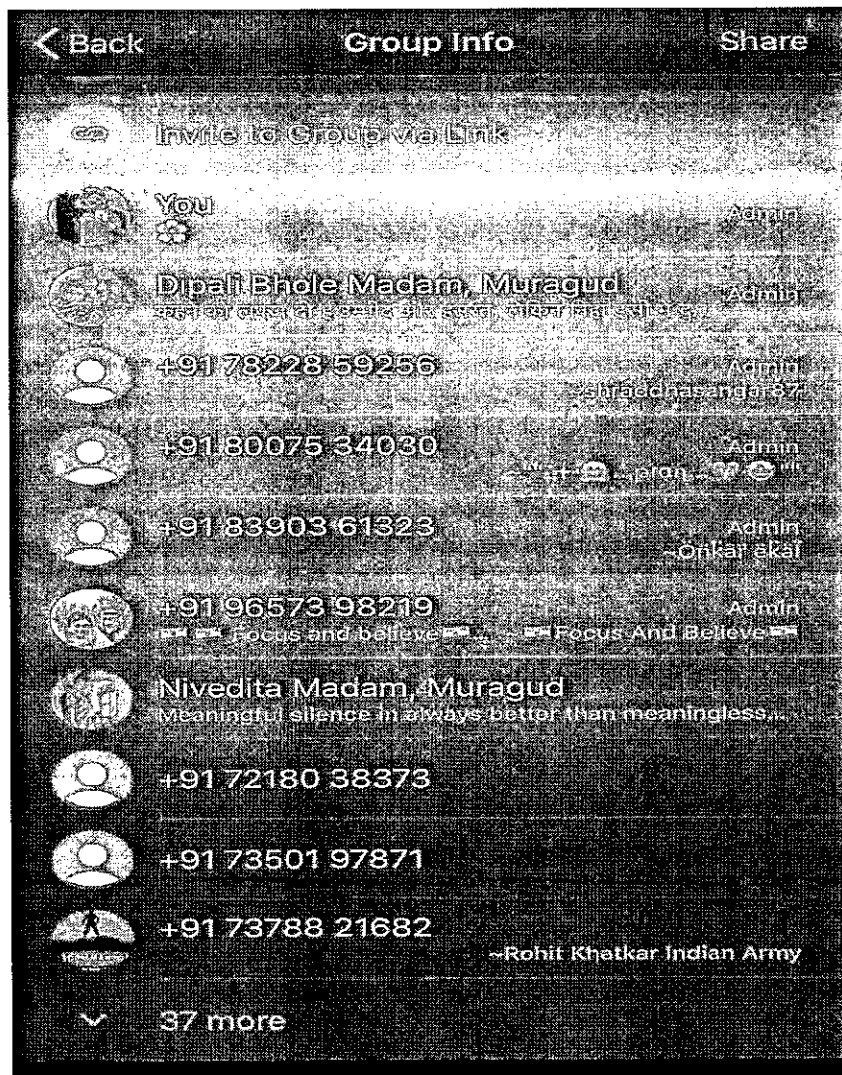 Back
Group Info
Share
Invite to Group via Link
You
Admin
Dipali Bhole Madam, Muragud
Admin
+91 78228 59256
Admin
+91 80075 34030
Admin
+91 83903 61323
Admin
~Onkar ekal
+91 96573 98219
Admin
Focus and believe ... ~ Focus And Believe
Nivedita Madam, Muragud
Meaningful silence in always better than meaningless...
+91 72180 38373
+91 73501 97871
+91 73788 21682
~Rohit Khatkar Indian Army
37 more